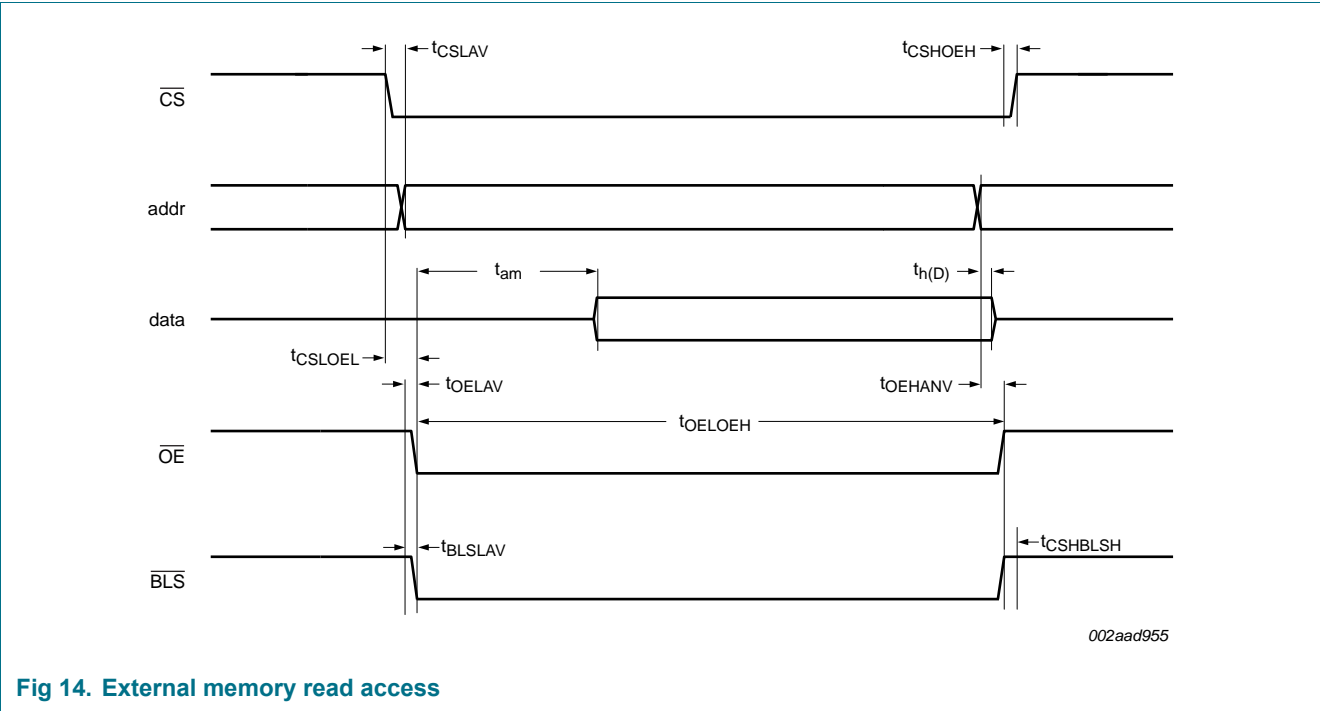 tCSLAV
tCSHOEH
CS
addr
tam
th(D)
data
tCSLOEL
tOELAV
tOEHANV
tOELOEH
OE
tBLSLAV
tCSHBLSH
BLS
002aad955
Fig 14. External memory read access